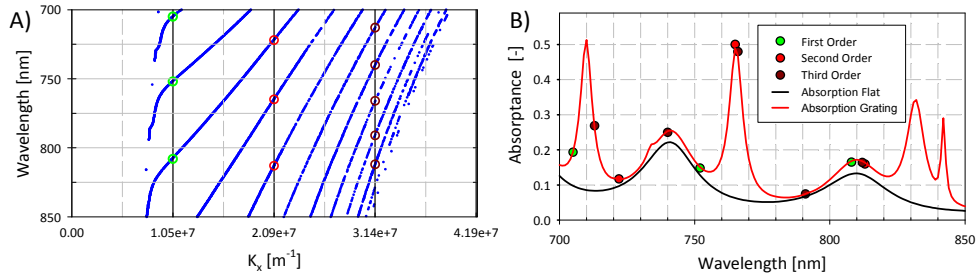 A)
Wavelength [nm]
700
750
800
850
0.00
1.05e+7
2.09e+7
3.14e+7
4.19e+7
Kx [m⁻¹]
B)
Absorptance [-]
0.5
0.4
0.3
0.2
0.1
0.0
First Order
Second Order
Third Order
Absorption Flat
Absorption Grating
700
750
800
850
Wavelength [nm]